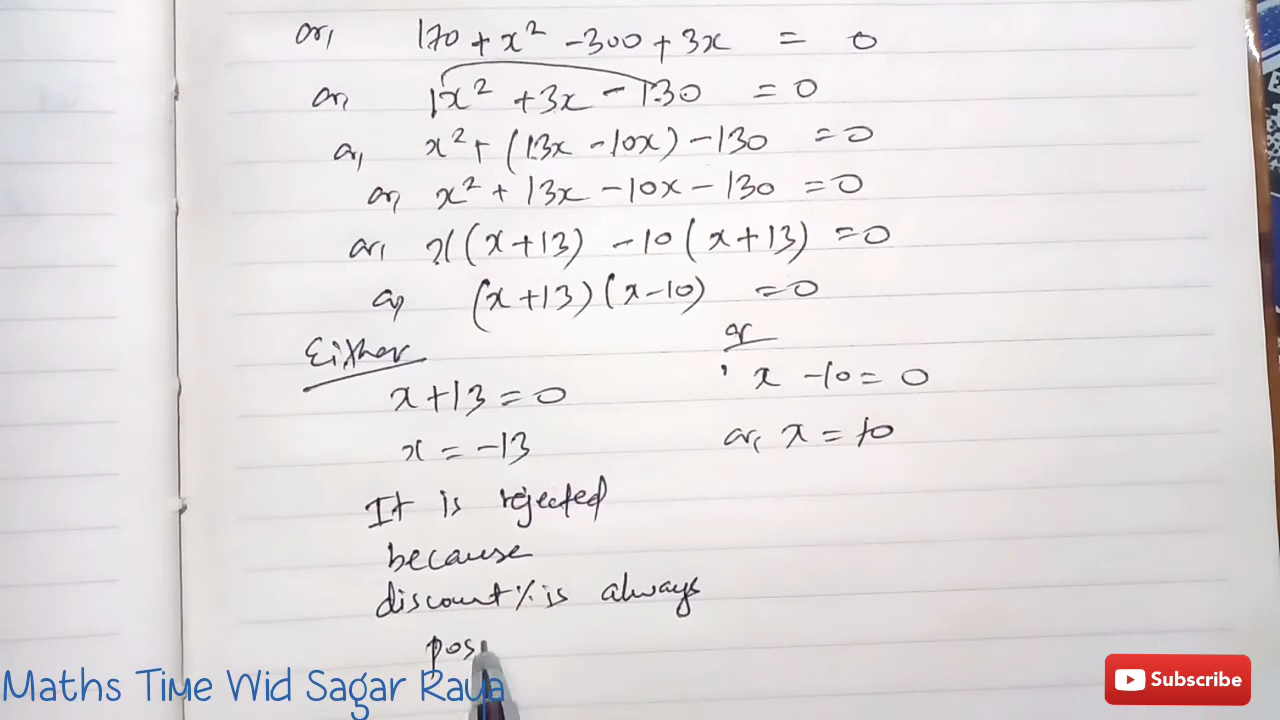 or, 170 + x² - 300 + 3x = 0
or, 1x² + 3x - 130 = 0
or, x² + (13x - 10x) - 130 = 0
or, x² + 13x - 10x - 130 = 0
or, x(x+13) - 10(x+13) = 0
or, (x+13)(x-10) = 0
Either or
x+13 = 0 x - 10 = 0
x = -13 or, x = 10
It is rejected
because
discount % is always
pos
Maths Time Wid Sagar Raya
Subscribe